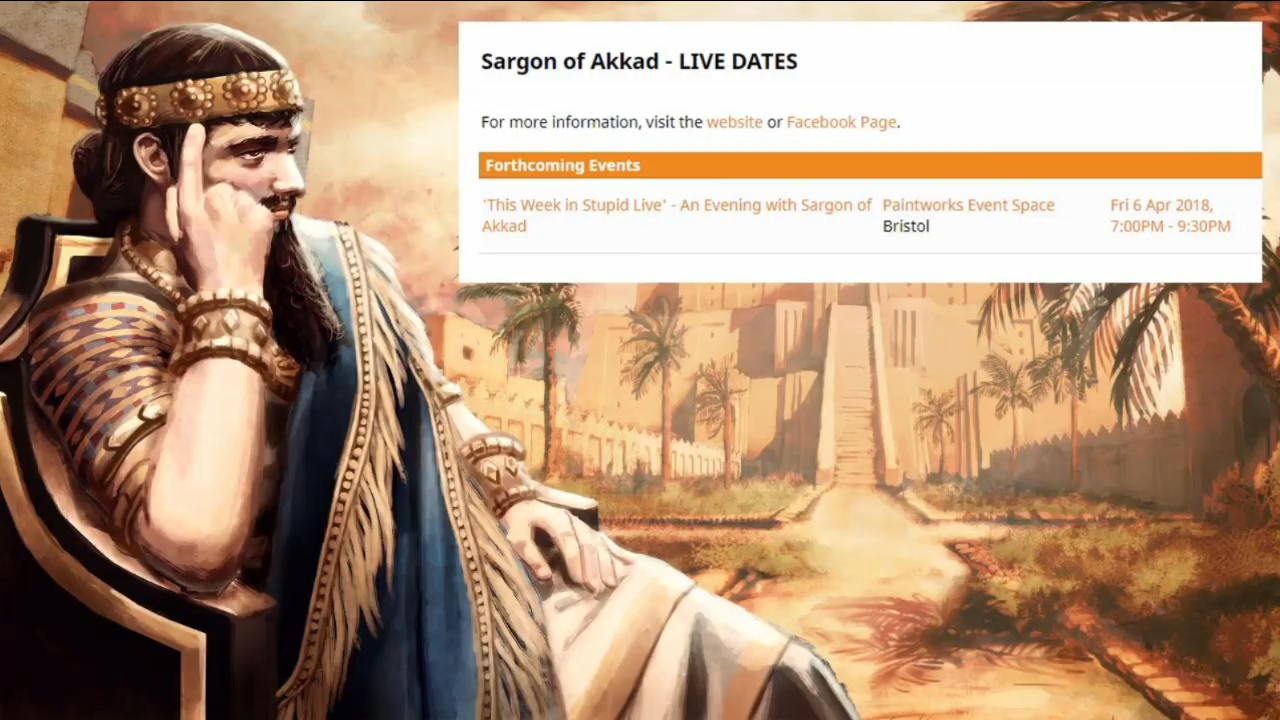 Sargon of Akkad - LIVE DATES
For more information, visit the website or Facebook Page.
Forthcoming Events
'This Week in Stupid Live' - An Evening with Sargon of
Akkad
Paintworks Event Space
Bristol
Fri 6 Apr 2018,
7:00PM - 9:30PM